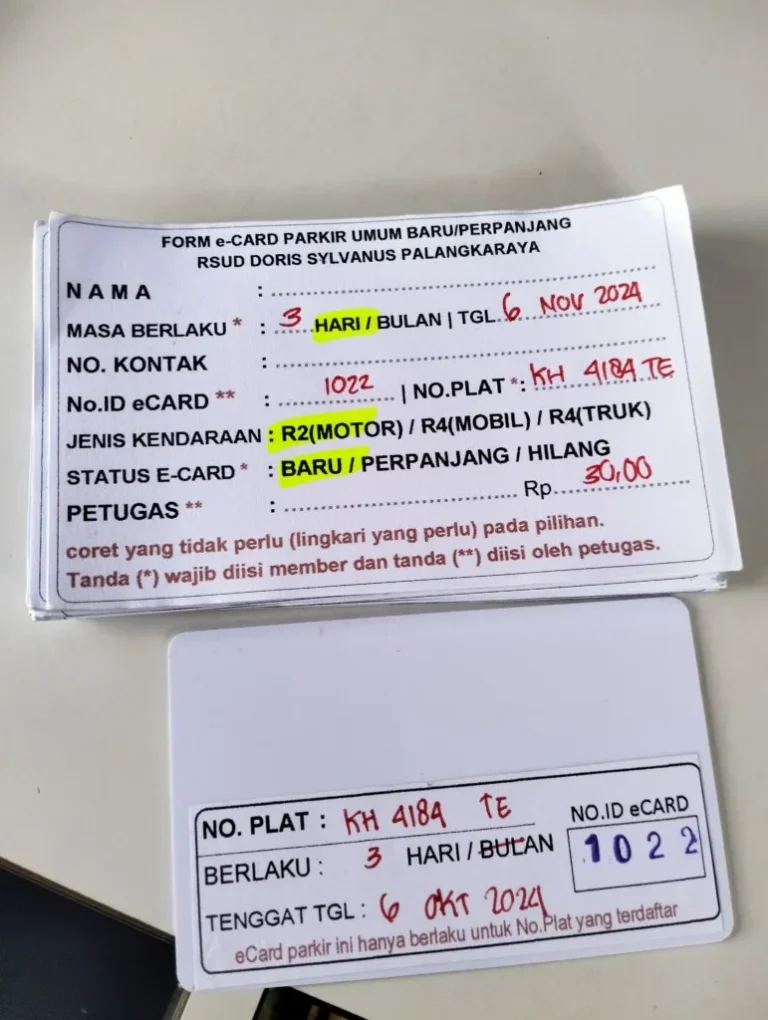 FORM e-CARD PARKIR UMUM BARU/PERPANJANG
RSUD DORIS SYLVANUS PALANGKARAYA
N A M A :
MASA BERLAKU * : 3 HARI / BULAN | TGL 6 NOV 2024
NO. KONTAK :
No.ID eCARD ** : 1022 | NO.PLAT *: KH 4184 TE
JENIS KENDARAAN : R2(MOTOR) / R4(MOBIL) / R4(TRUK)
STATUS E-CARD * : BARU / PERPANJANG / HILANG
PETUGAS ** : Rp 30,00
coret yang tidak perlu (lingkari yang perlu) pada pilihan.
Tanda (*) wajib diisi member dan tanda (**) diisi oleh petugas.
NO. PLAT : KH 4184 TE
NO.ID eCARD
BERLAKU : 3 HARI / BULAN
1022
TENGGAT TGL : 6 OKT 2024
eCard parkir ini hanya berlaku untuk No.Plat yang terdaftar